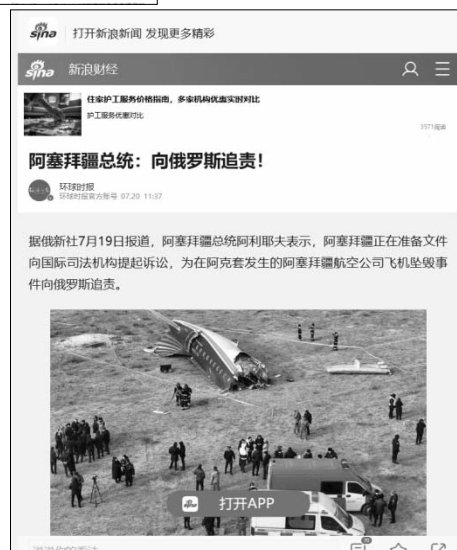 sina 打开新浪新闻 发现更多精彩
sina 新浪财经
住家护工服务价格指南，多家机构优惠实时对比
护工服务优惠对比
阿塞拜疆总统：向俄罗斯追责！
环球时报
环球时报官方账号 07.20 11:37
据俄新社7月19日报道，阿塞拜疆总统阿利耶夫表示，阿塞拜疆正在准备文件
向国际司法机构提起诉讼，为在阿克套发生的阿塞拜疆航空公司飞机坠毁事
件向俄罗斯追责。
打开APP